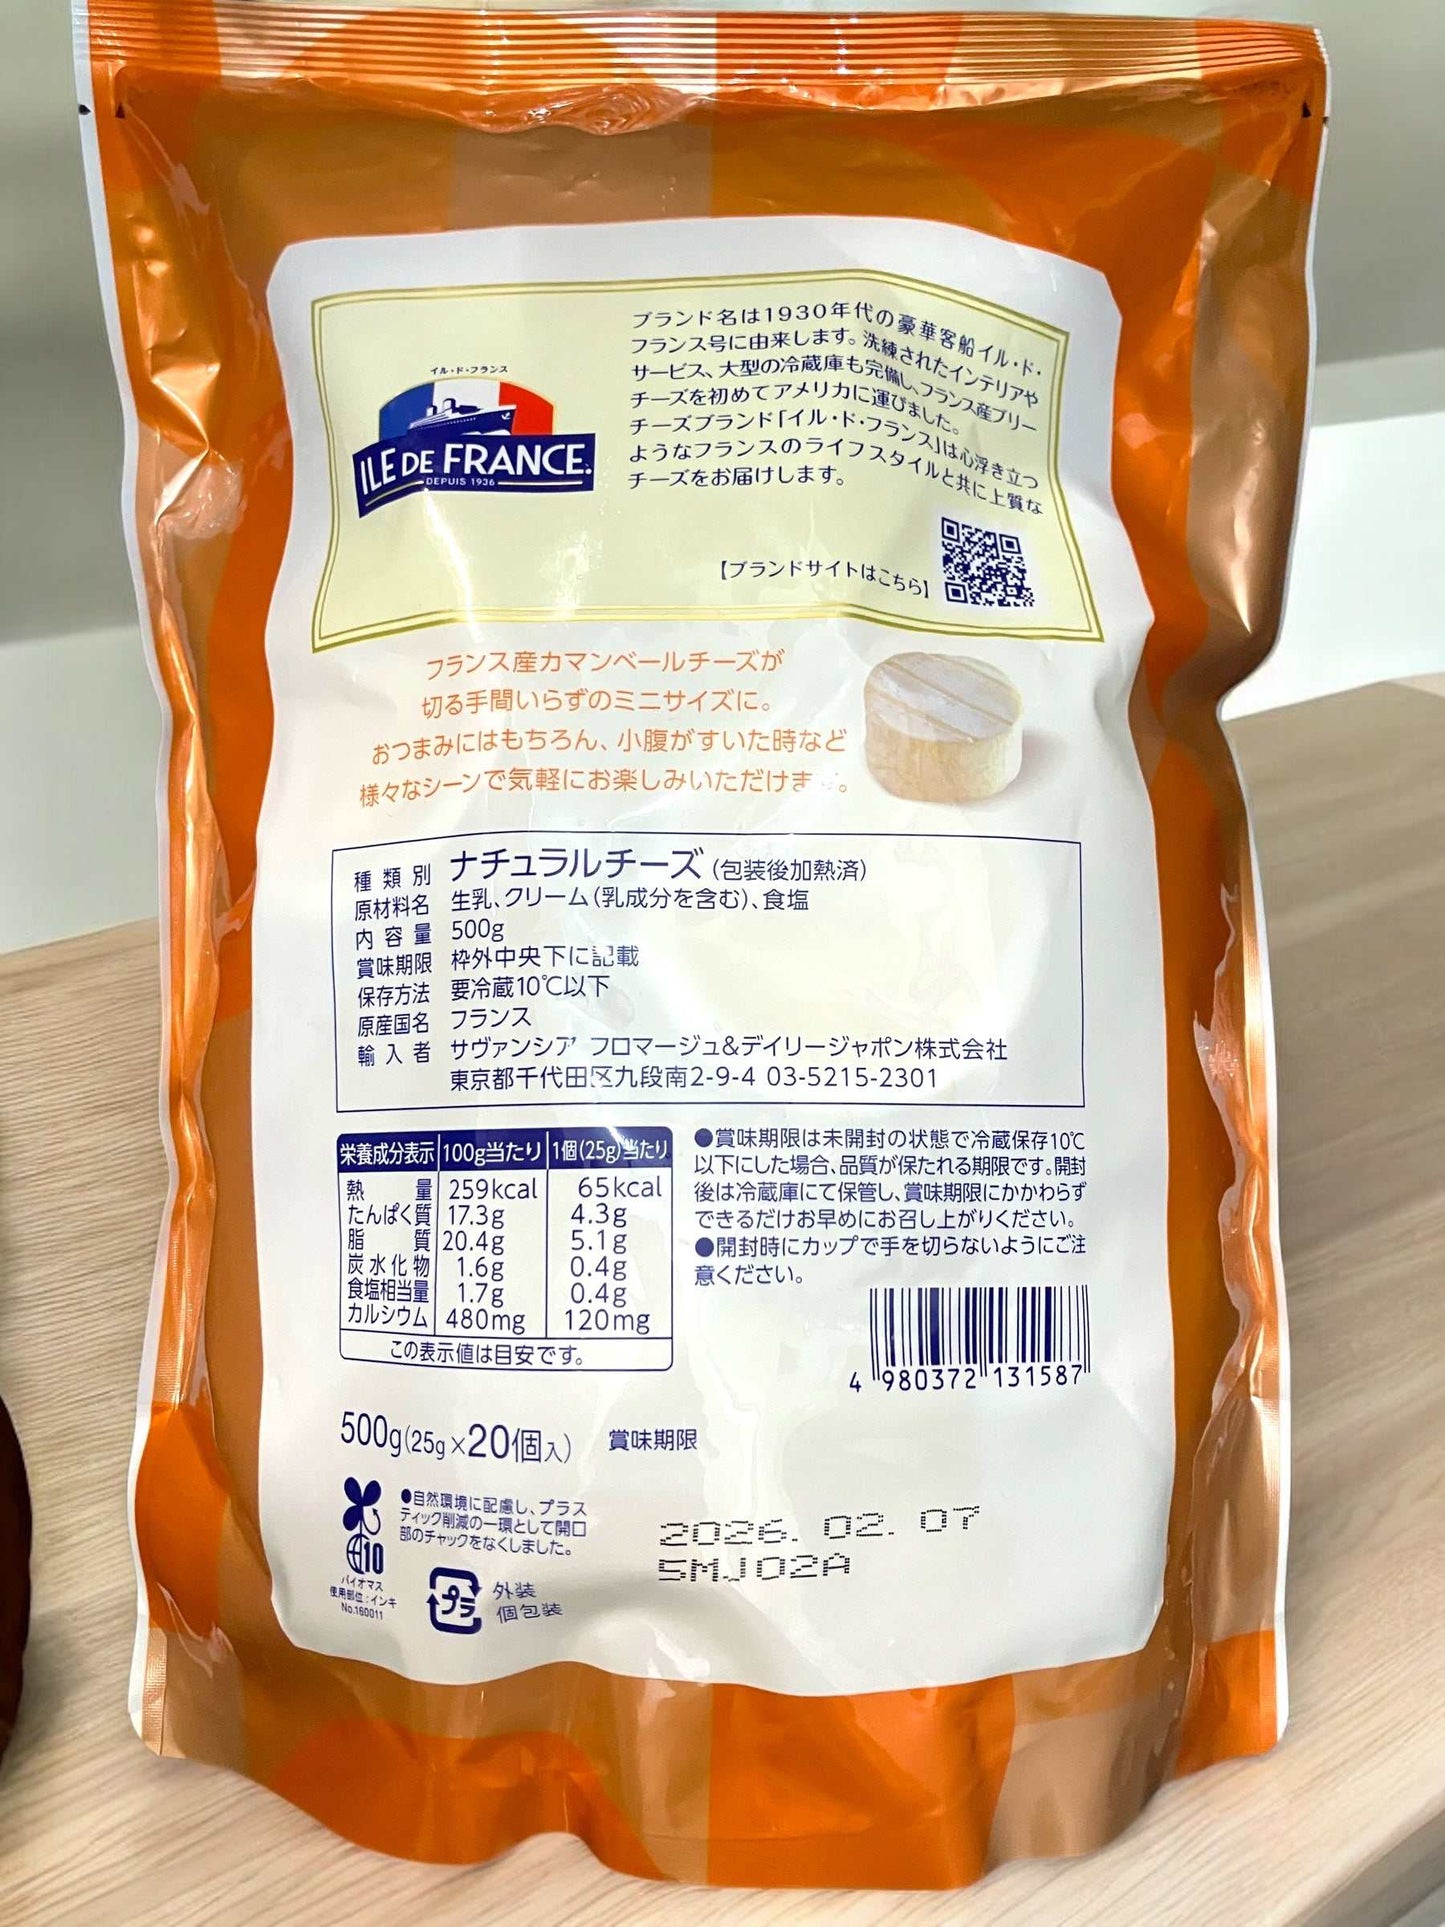 ブランド名は1930年代の豪華客船イル・ド・
フランス号に由来します。洗練されたインテリアや
サービス、大型の冷蔵庫も完備し、フランス産ブリー
チーズを初めてアメリカに運びました。
チーズブランド「イル・ド・フランス」は心浮き立つ
ようなフランスのライフスタイルと共に上質な
チーズをお届けします。
イル・ド・フランス
ILE DE FRANCE.
DEPUIS 1936
【ブランドサイトはこちら】
フランス産カマンベールチーズが
切る手間いらずのミニサイズに。
おつまみにはもちろん、小腹がすいた時など
様々なシーンで気軽にお楽しみいただけます。
種類別 ナチュラルチーズ(包装後加熱済)
原材料名 生乳、クリーム(乳成分を含む)、食塩
内容量 500g
賞味期限 枠外中央下に記載
保存方法 要冷蔵10℃以下
原産国名 フランス
輸入者 サヴァンシア フロマージュ&デイリージャポン株式会社
東京都千代田区九段南2-9-4 03-5215-2301
栄養成分表示 100g当たり 1個(25g)当たり
熱量 259kcal 65kcal
たんぱく質 17.3g 4.3g
脂質 20.4g 5.1g
炭水化物 1.6g 0.4g
食塩相当量 1.7g 0.4g
カルシウム 480mg 120mg
この表示値は目安です。
●賞味期限は未開封の状態で冷蔵保存10℃
以下にした場合、品質が保たれる期限です。開封
後は冷蔵庫にて保管し、賞味期限にかかわらず
できるだけお早めにお召し上がりください。
●開封時にカップで手を切らないようにご注
意ください。
4 980372 131587
500g(25g×20個入) 賞味期限
2026. 02. 07
5MJ02A
●自然環境に配慮し、プラス
ティック削減の一環として開口
部のチャックをなくしました。
10
バイオマス
使用部位:インキ
No.160011
プラ
外装
個包装